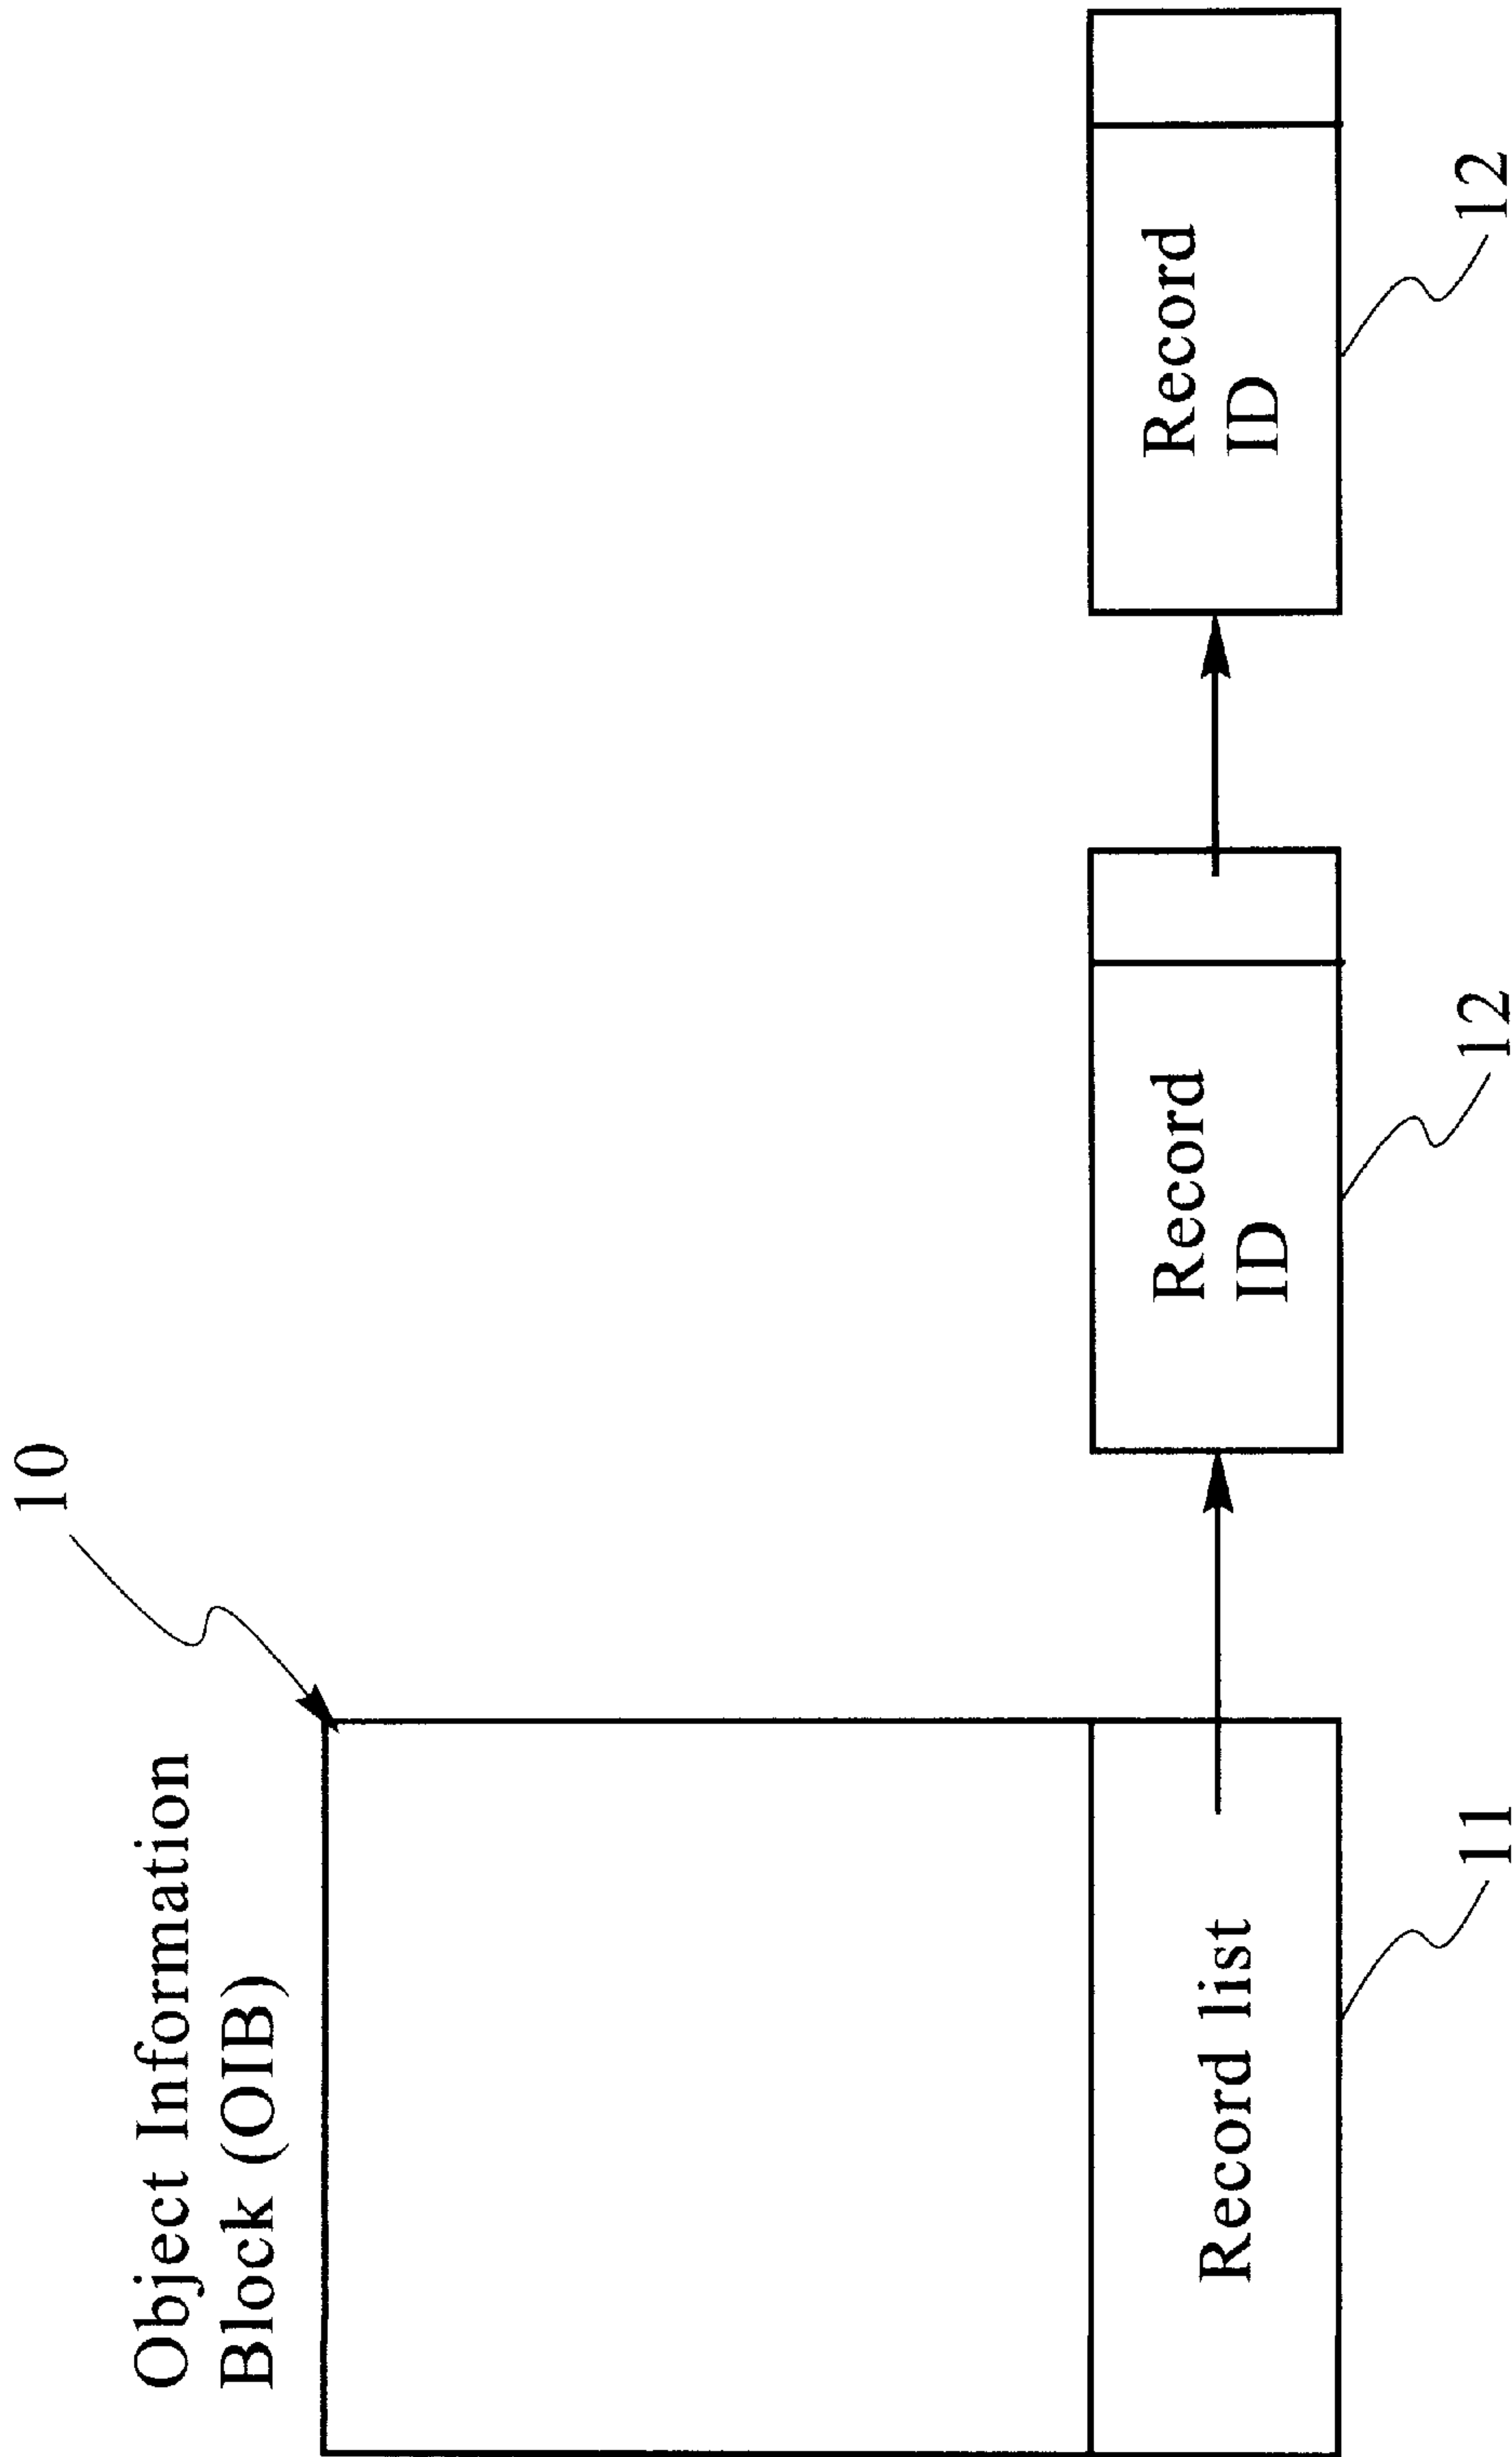 Object Information
Block (OIB)
10
Record list
11
Record
ID
12
Record
ID
12